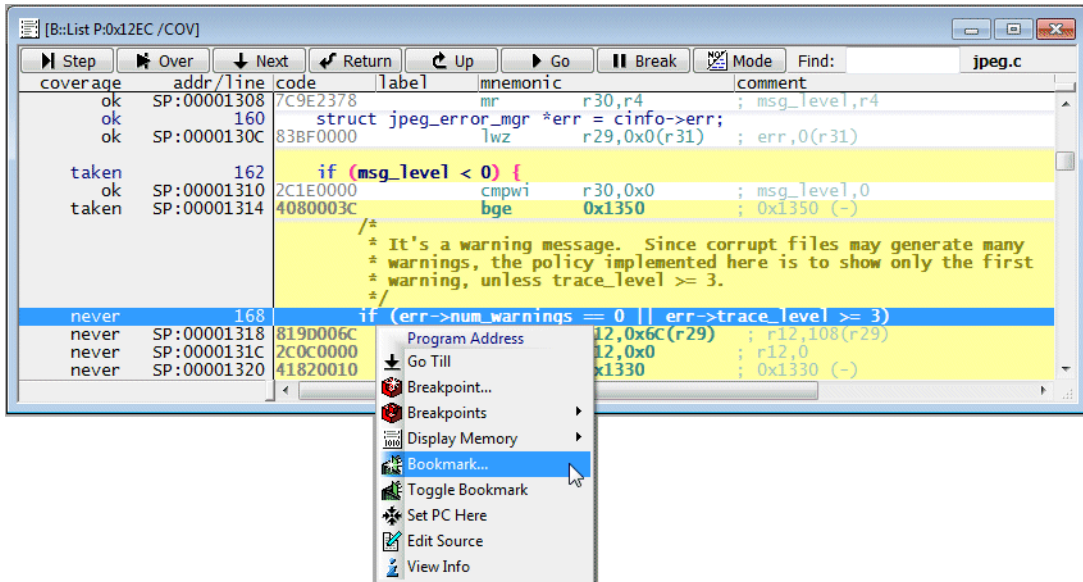 [B::List P:0x12EC /COV]
Step Over Next Return Up Go Break Mode Find: jpeg.c
coverage addr/line code label mnemonic comment
ok SP:00001308 7C9E2378 mr r30,r4 ; msg_level,r4
ok 160 struct jpeg_error_mgr *err = cinfo->err;
ok SP:0000130C 83BF0000 lwz r29,0x0(r31) ; err,0(r31)
taken 162 if (msg_level < 0) {
ok SP:00001310 2C1E0000 cmpwi r30,0x0 ; msg_level,0
taken SP:00001314 4080003C bge 0x1350 ; 0x1350 (-)
/*
* It's a warning message. Since corrupt files may generate many
* warnings, the policy implemented here is to show only the first
* warning, unless trace_level >= 3.
*/
never 168 if (err->num_warnings == 0 || err->trace_level >= 3)
never SP:00001318 819D006C 12,0x6C(r29) ; r12,108(r29)
never SP:0000131C 2C0C0000 12,0x0 ; r12,0
never SP:00001320 41820010 x1330 ; 0x1330 (-)
Program Address
Go Till
Breakpoint...
Breakpoints
Display Memory
Bookmark...
Toggle Bookmark
Set PC Here
Edit Source
View Info